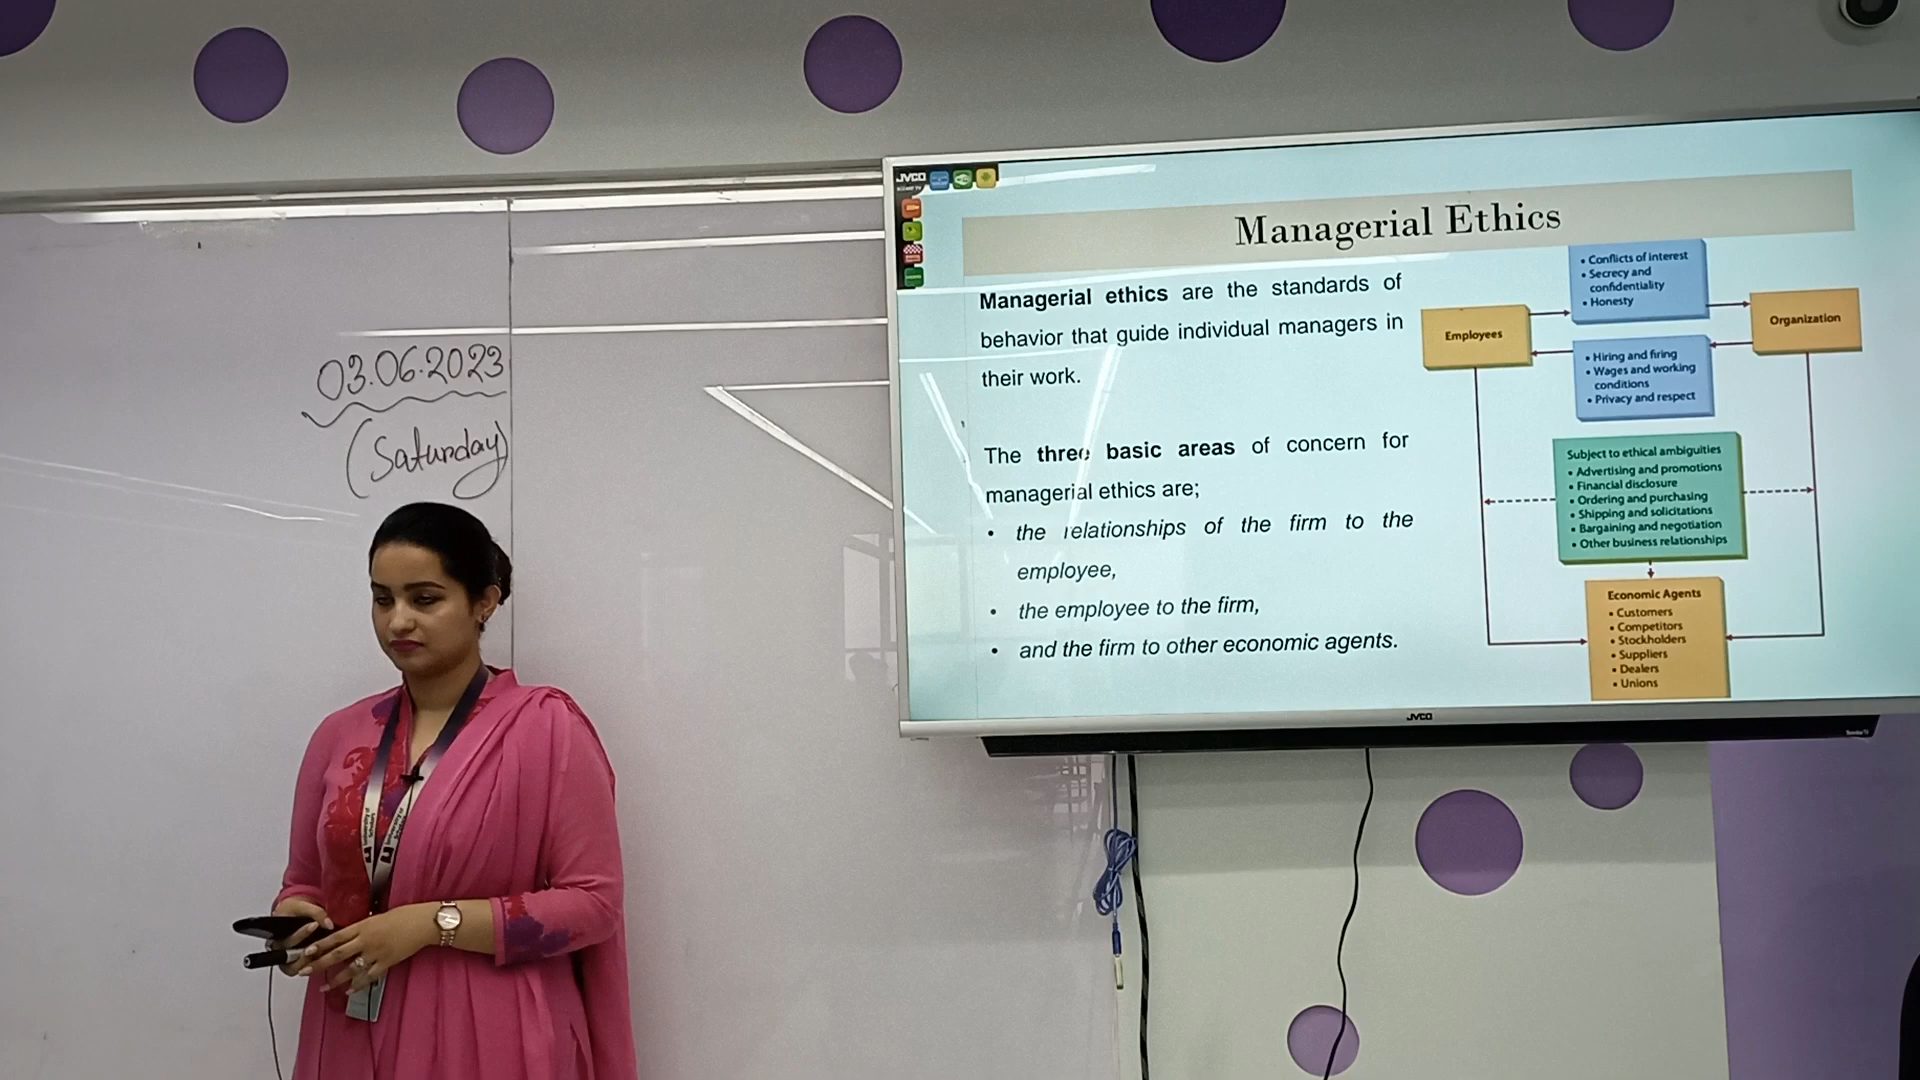 03.06.2023
(Saturday)
JVCO
Managerial Ethics
Managerial ethics are the standards of
behavior that guide individual managers in
their work.
The three basic areas of concern for
managerial ethics are;
• the relationships of the firm to the
employee,
• the employee to the firm,
• and the firm to other economic agents.
• Conflicts of interest
• Secrecy and
confidentiality
• Honesty
Employees
Organization
• Hiring and firing
• Wages and working
conditions
• Privacy and respect
Subject to ethical ambiguities
• Advertising and promotions
• Financial disclosure
• Ordering and purchasing
• Shipping and solicitations
• Bargaining and negotiation
• Other business relationships
Economic Agents
• Customers
• Competitors
• Stockholders
• Suppliers
• Dealers
• Unions
JVCO
University of
Scholars